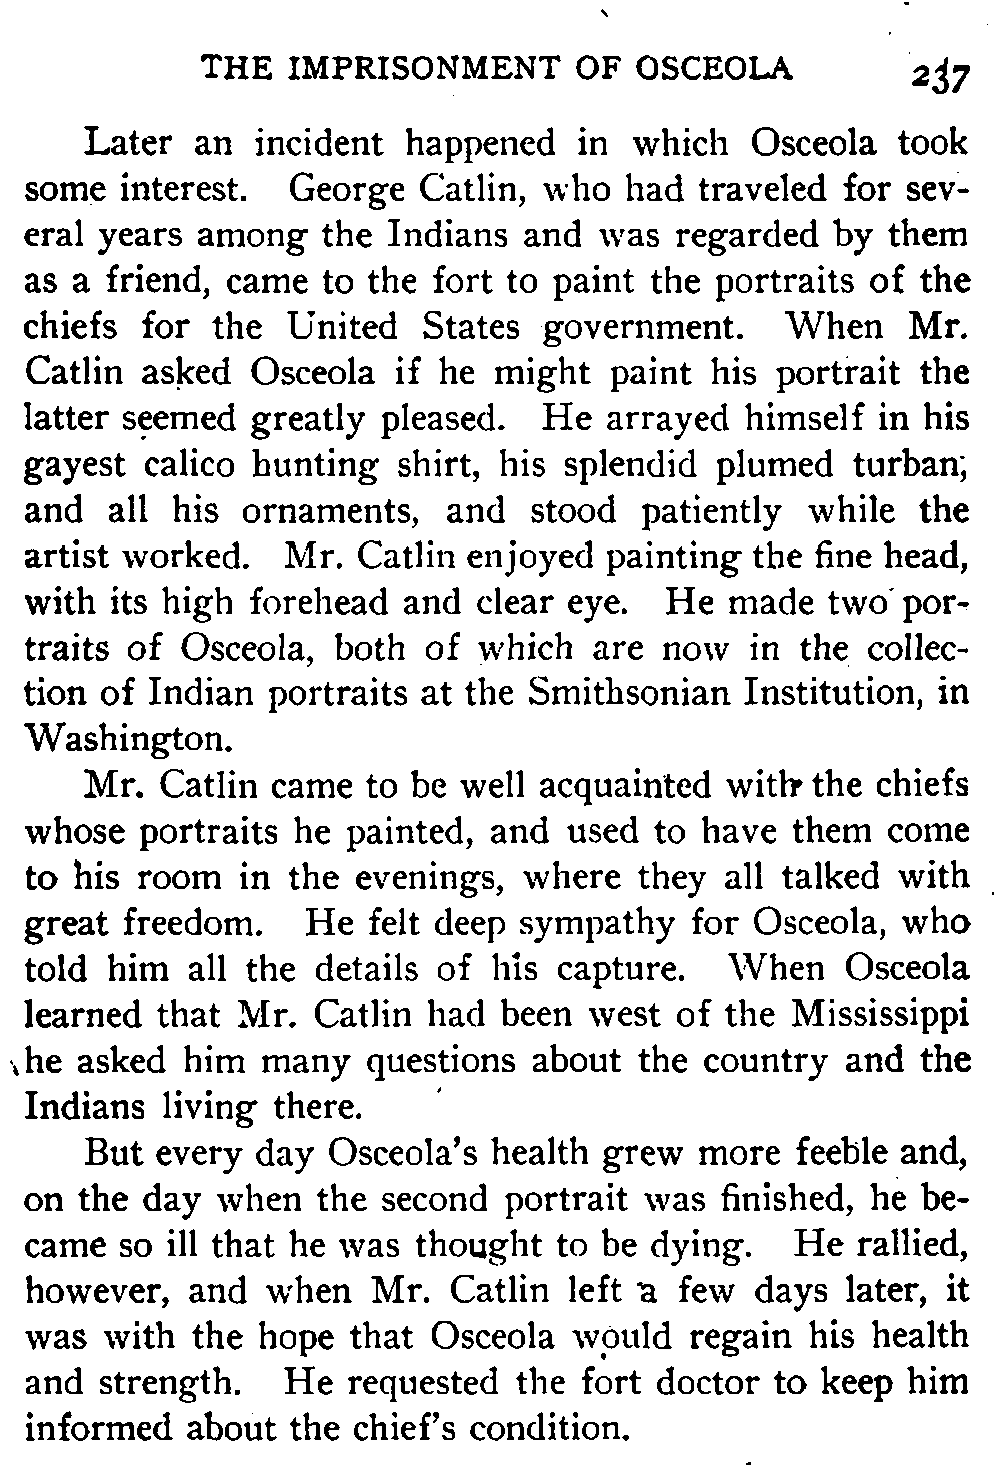 THE IMPRISONMENT OF OSCEOLA 237
Later an incident happened in which Osceola took
some interest. George Catlin, who had traveled for sev-
eral years among the Indians and was regarded by them
as a friend, came to the fort to paint the portraits of the
chiefs for the United States government. When Mr.
Catlin asked Osceola if he might paint his portrait the
latter seemed greatly pleased. He arrayed himself in his
gayest calico hunting shirt, his splendid plumed turban,
and all his ornaments, and stood patiently while the
artist worked. Mr. Catlin enjoyed painting the fine head,
with its high forehead and clear eye. He made two por-
traits of Osceola, both of which are now in the collec-
tion of Indian portraits at the Smithsonian Institution, in
Washington.
Mr. Catlin came to be well acquainted with the chiefs
whose portraits he painted, and used to have them come
to his room in the evenings, where they all talked with
great freedom. He felt deep sympathy for Osceola, who
told him all the details of his capture. When Osceola
learned that Mr. Catlin had been west of the Mississippi
he asked him many questions about the country and the
Indians living there.
But every day Osceola's health grew more feeble and,
on the day when the second portrait was finished, he be-
came so ill that he was thought to be dying. He rallied,
however, and when Mr. Catlin left a few days later, it
was with the hope that Osceola would regain his health
and strength. He requested the fort doctor to keep him
informed about the chief's condition.